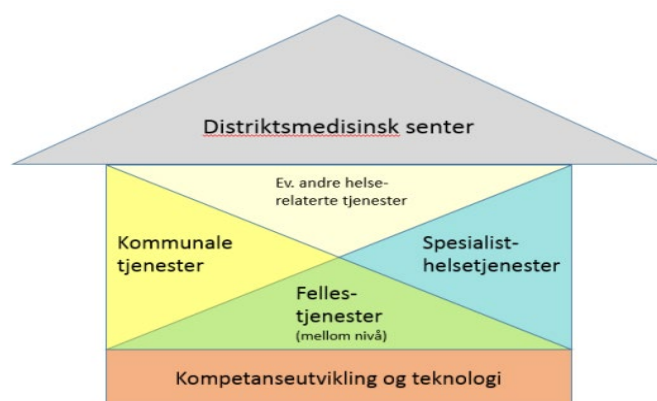 Distriktsmedisinsk senter
Ev. andre helse-
relaterte tjenester
Kommunale
tjenester
Spesialist-
helsetjenester
Felles-
tjenester
(mellom nivå)
Kompetanseutvikling og teknologi